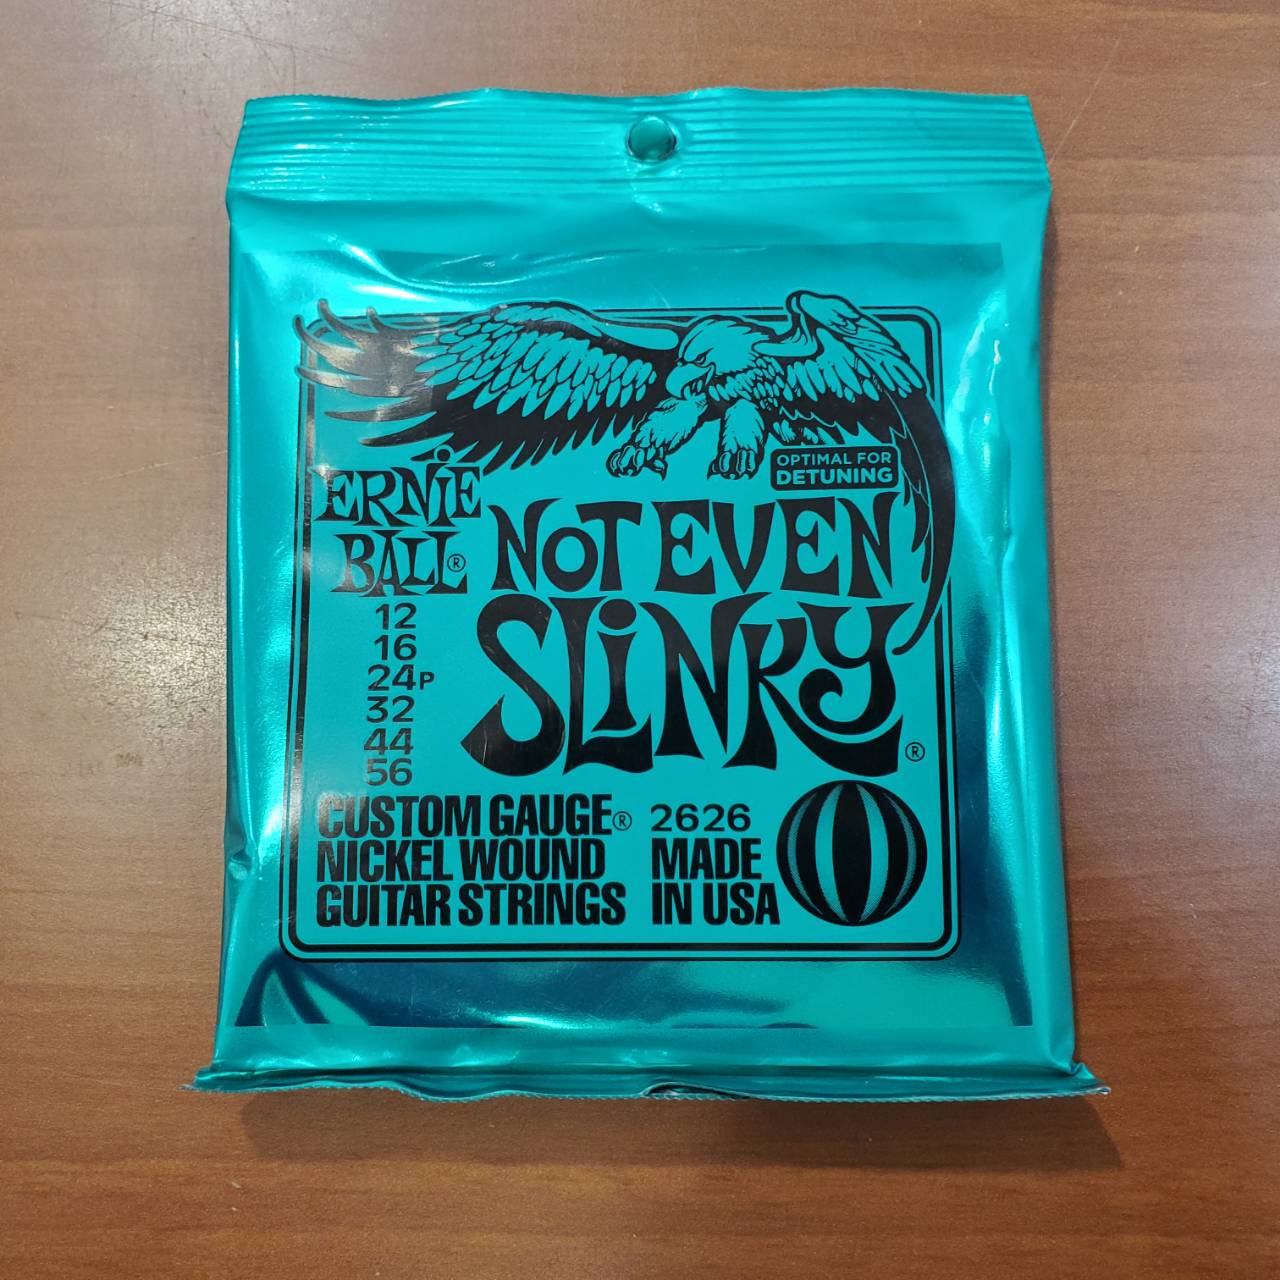 OPTIMAL FOR
DETUNING
ERNiE
BALL®
NOT EVEN
SLiNKY®
12
16
24P
32
44
56
CUSTOM GAUGE®
NICKEL WOUND
GUITAR STRINGS
2626
MADE
IN USA